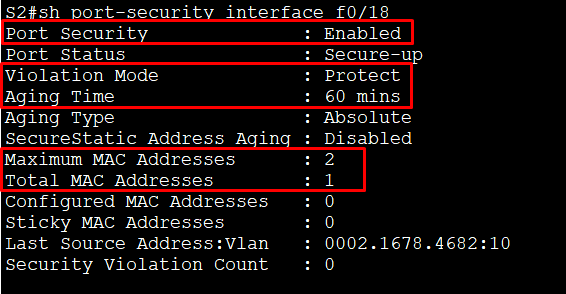 S2#sh port-security interface f0/18
Port Security : Enabled
Port Status : Secure-up
Violation Mode : Protect
Aging Time : 60 mins
Aging Type : Absolute
SecureStatic Address Aging : Disabled
Maximum MAC Addresses : 2
Total MAC Addresses : 1
Configured MAC Addresses : 0
Sticky MAC Addresses : 0
Last Source Address:Vlan : 0002.1678.4682:10
Security Violation Count : 0